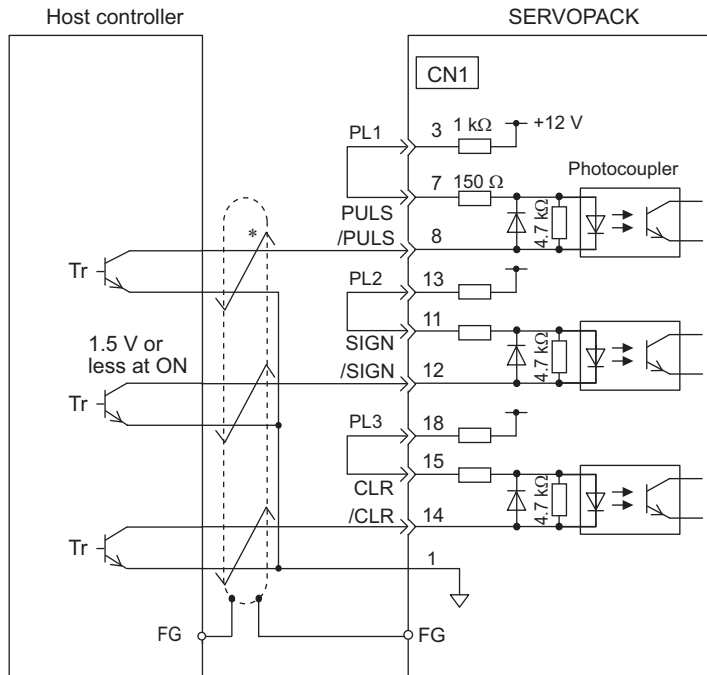 Host controller
SERVOPACK
CN1
PL1
3
1 kΩ
+12 V
7
150 Ω
Photocoupler
PULS
/PULS
8
4.7 kΩ
*
Tr
PL2
13
11
SIGN
/SIGN
12
4.7 kΩ
1.5 V or
less at ON
Tr
PL3
18
15
CLR
/CLR
14
4.7 kΩ
Tr
1
FG
FG